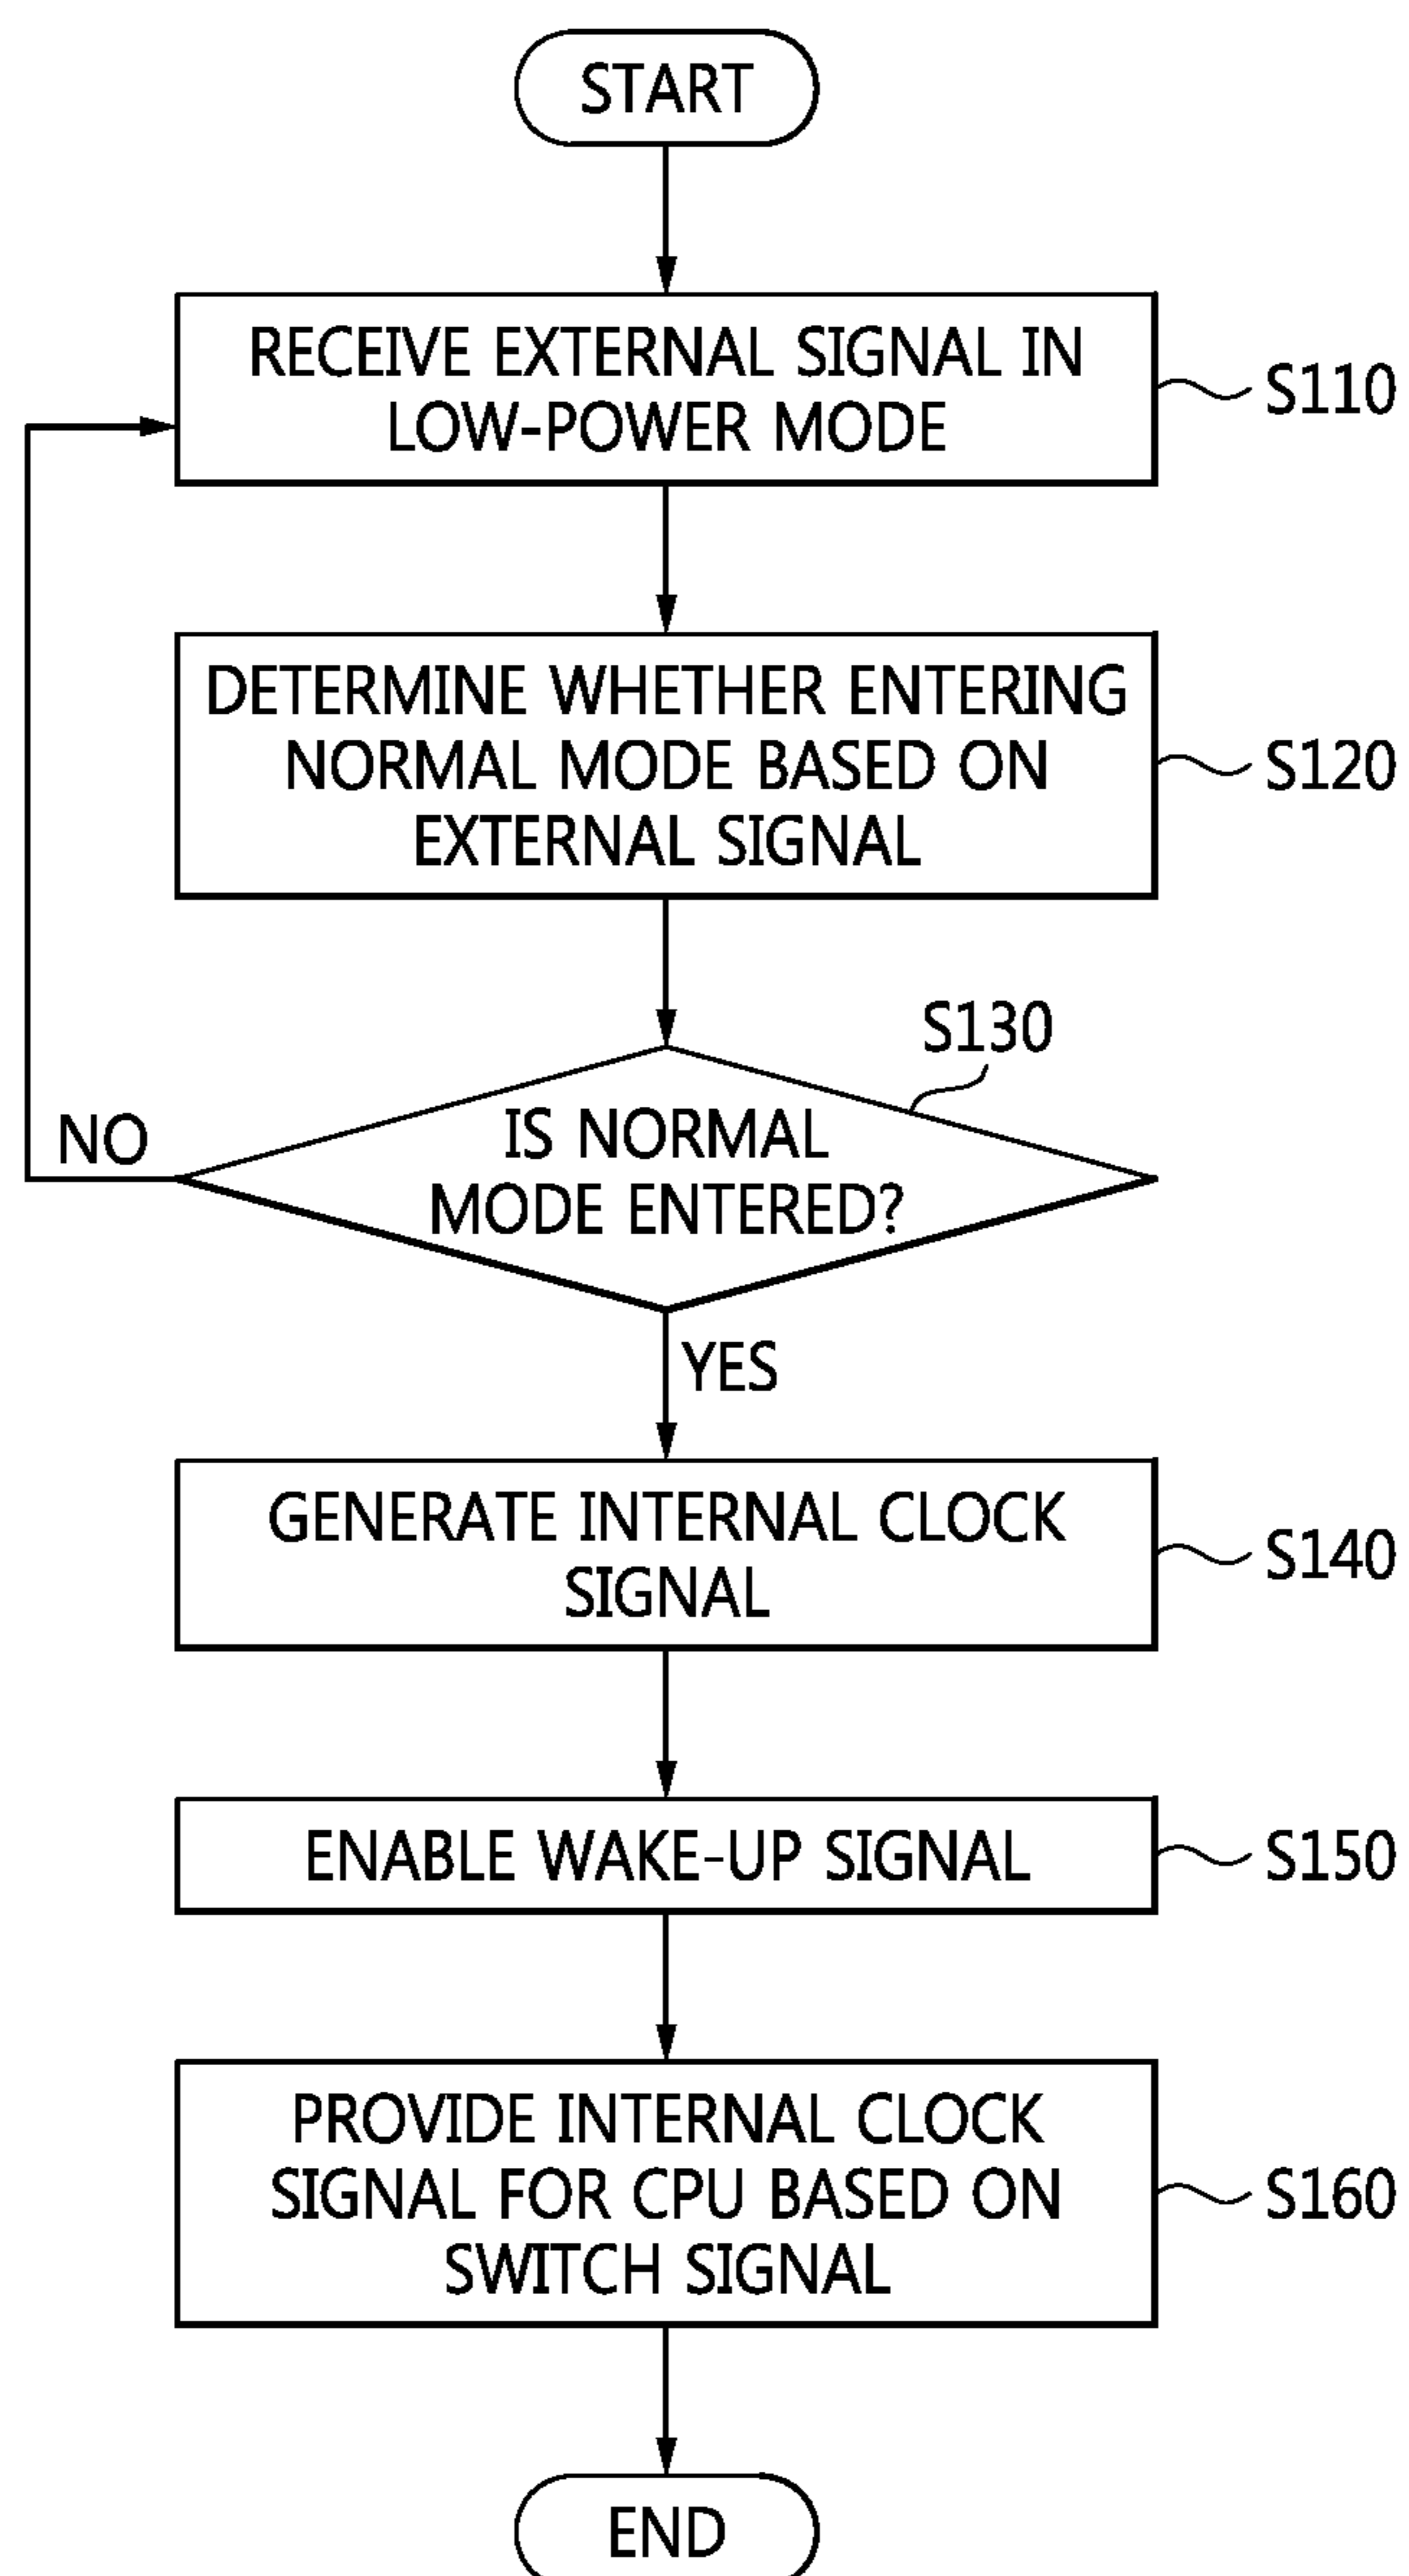 START
RECEIVE EXTERNAL SIGNAL IN
LOW-POWER MODE
S110
DETERMINE WHETHER ENTERING
NORMAL MODE BASED ON
EXTERNAL SIGNAL
S120
S130
IS NORMAL
MODE ENTERED?
NO
YES
GENERATE INTERNAL CLOCK
SIGNAL
S140
ENABLE WAKE-UP SIGNAL
S150
PROVIDE INTERNAL CLOCK
SIGNAL FOR CPU BASED ON
SWITCH SIGNAL
S160
END